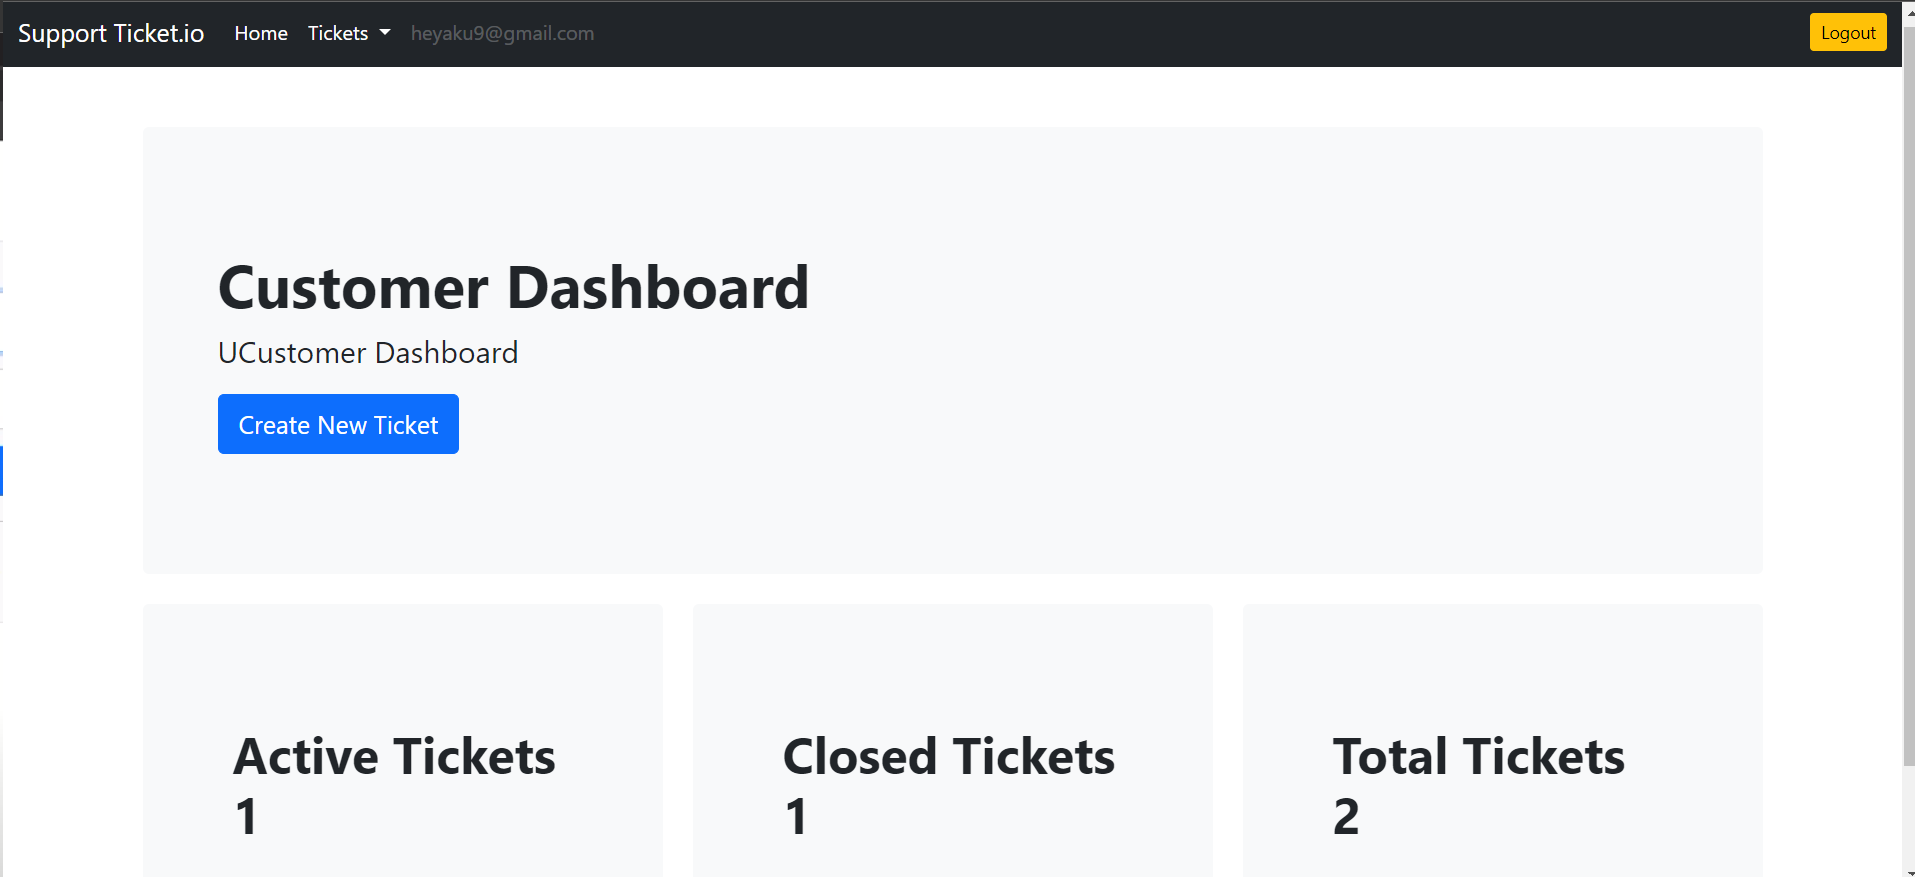 Support Ticket.io Home Tickets heyaku9@gmail.com Logout
Customer Dashboard
UCustomer Dashboard
Create New Ticket
Active Tickets
1
Closed Tickets
1
Total Tickets
2